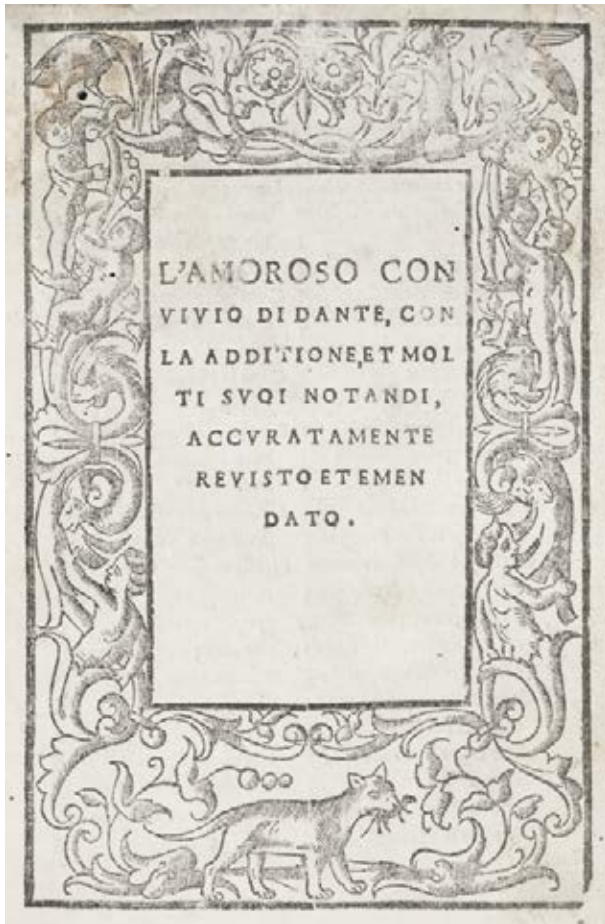 L'AMOROSO CON
VIVIO DI DANTE, CON
LA ADDITIONE, ET MOL
TI SVOI NOTANDI,
ACCVRATAMENTE
REVISTO ET EMEN
DATO.